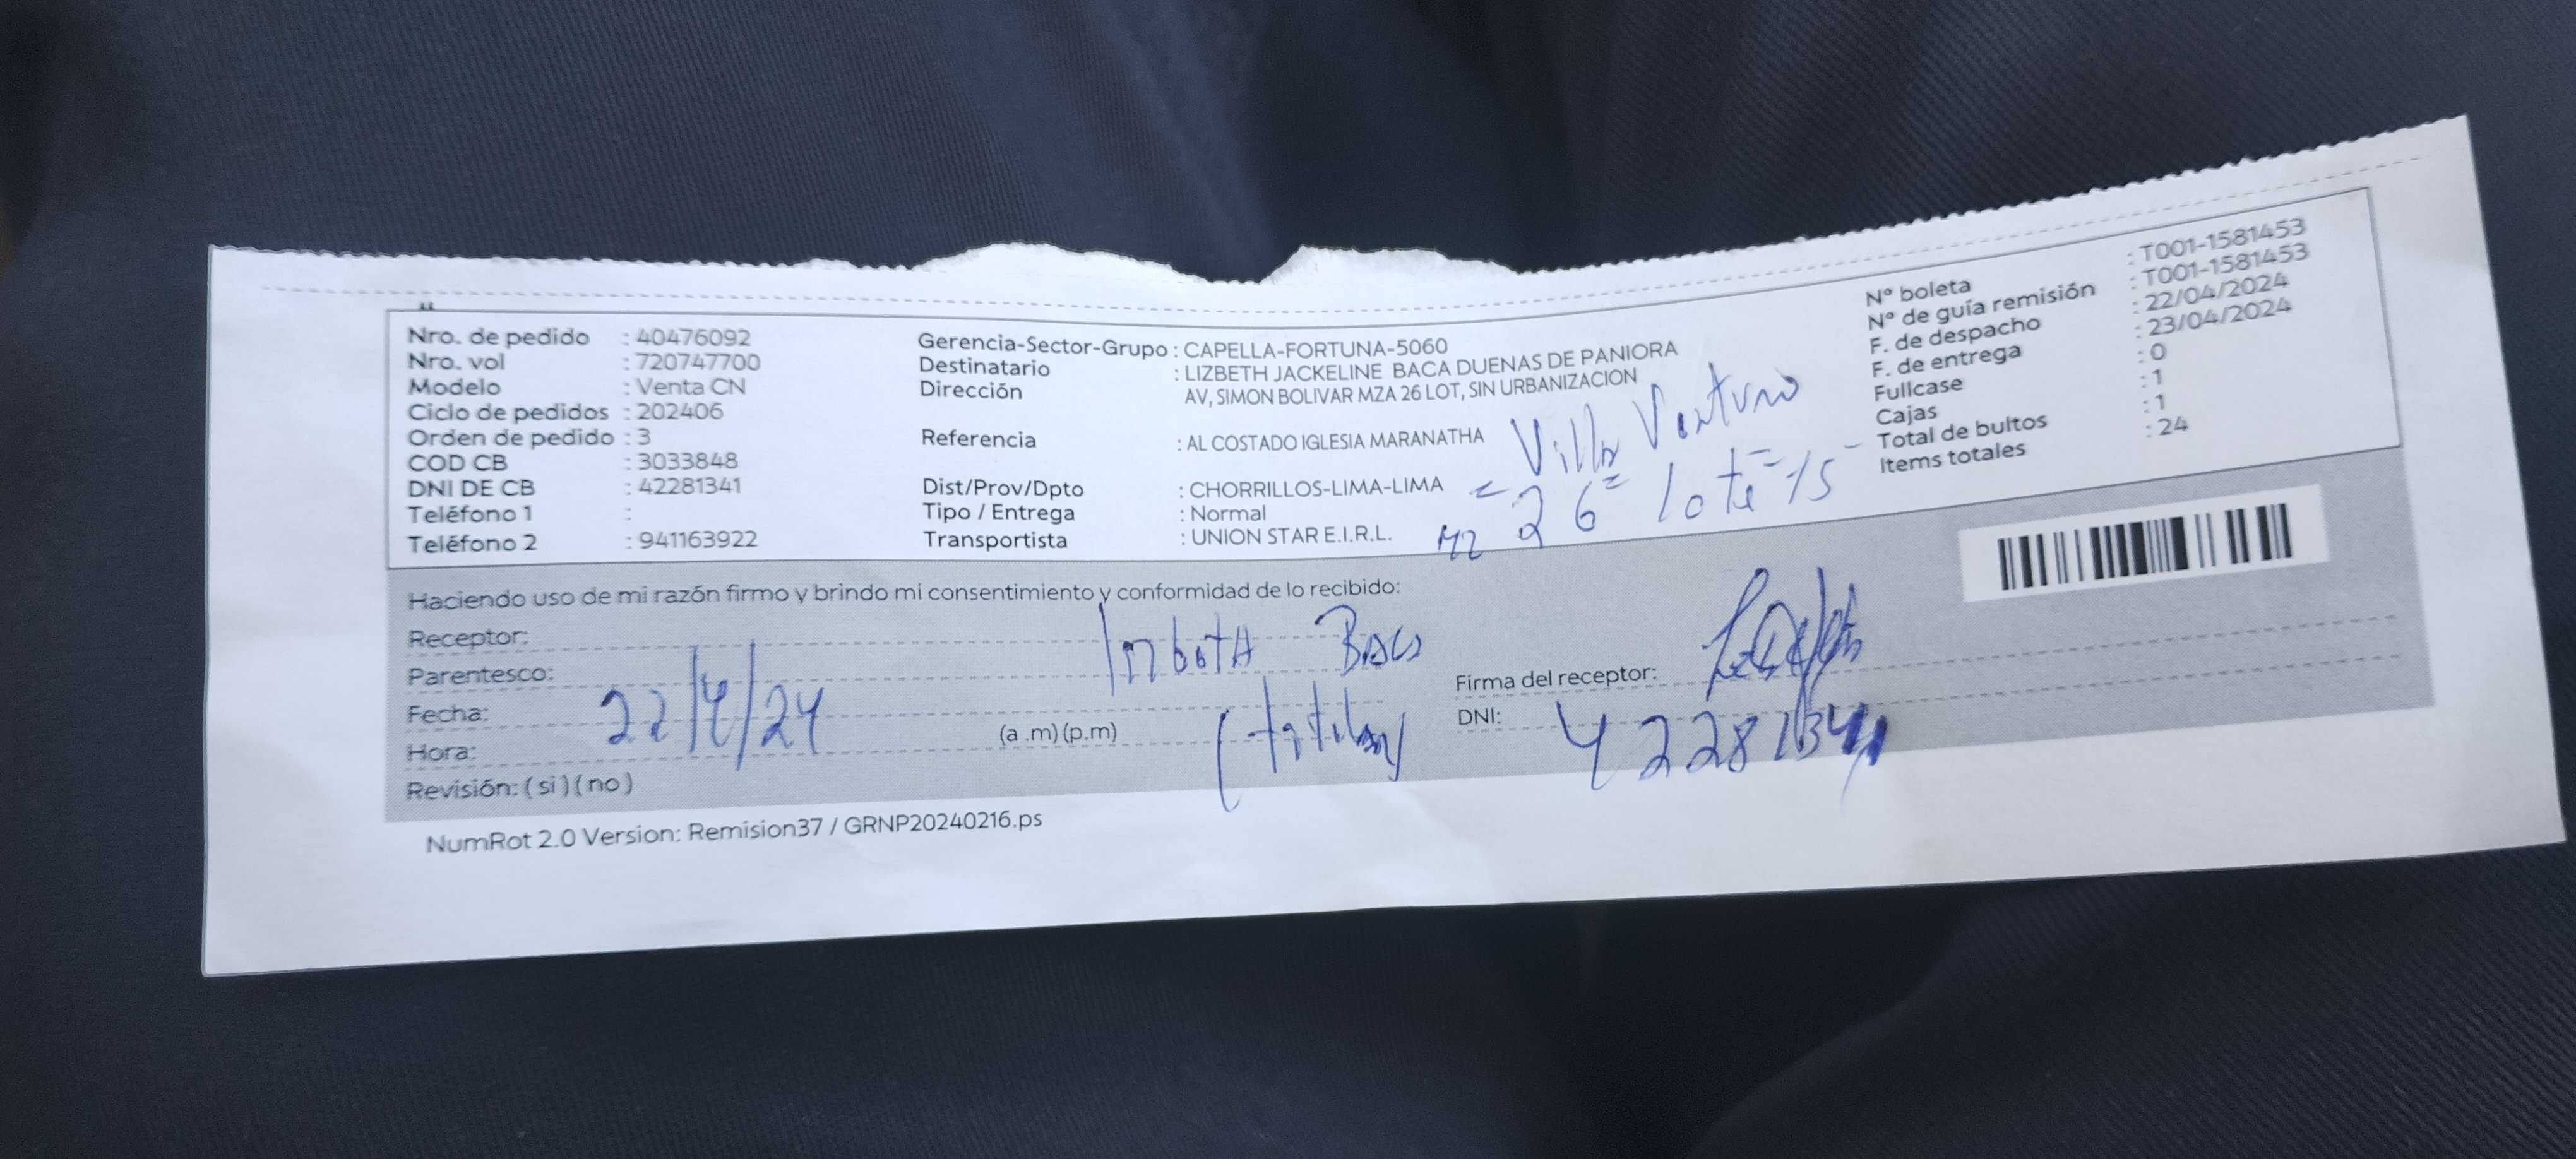 Nro. de pedido : 40476092
Nro. vol : 720747700
Modelo : Venta CN
Ciclo de pedidos : 202406
Orden de pedido : 3
COD CB : 3033848
DNI DE CB : 42281341
Teléfono 1 :
Teléfono 2 : 941163922
Gerencia-Sector-Grupo : CAPELLA-FORTUNA-5060
Destinatario : LIZBETH JACKELINE BACA DUENAS DE PANIORA
Dirección AV, SIMON BOLIVAR MZA 26 LOT, SIN URBANIZACION
Referencia : AL COSTADO IGLESIA MARANATHA
Dist/Prov/Dpto : CHORRILLOS-LIMA-LIMA
Tipo / Entrega : Normal
Transportista : UNION STAR E.I.R.L.
Villa Venturo
Mz 26 lote 15
N° boleta : T001-1581453
N° de guía remisión : T001-1581453
F. de despacho : 22/04/2024
F. de entrega : 23/04/2024
Fullcase : 0
Cajas : 1
Total de bultos : 1
Items totales : 24
Haciendo uso de mi razón firmo y brindo mi consentimiento y conformidad de lo recibido:
Receptor:
Parentesco:
Fecha: 22/4/24
Hora: (a .m) (p.m)
Revisión: ( si ) ( no )
(titular)
Firma del receptor:
DNI: 42281341
NumRot 2.0 Version: Remision37 / GRNP20240216.ps